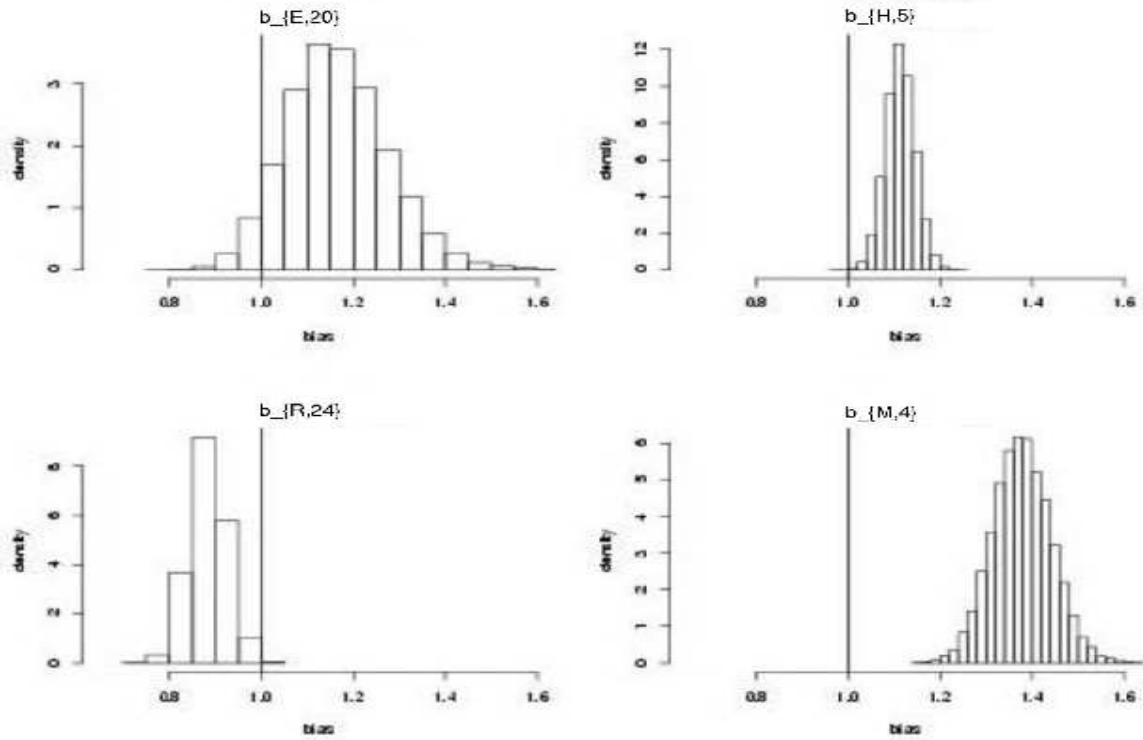 b_{E,20}
density
0 1 2 3
0.8 1.0 1.2 1.4 1.6
bias
b_{H,5}
density
0 2 4 6 8 10 12
0.8 1.0 1.2 1.4 1.6
bias
b_{R,24}
density
0 2 4 6 8
0.8 1.0 1.2 1.4 1.6
bias
b_{M,4}
density
0 1 2 3 4 5 6
0.8 1.0 1.2 1.4 1.6
bias